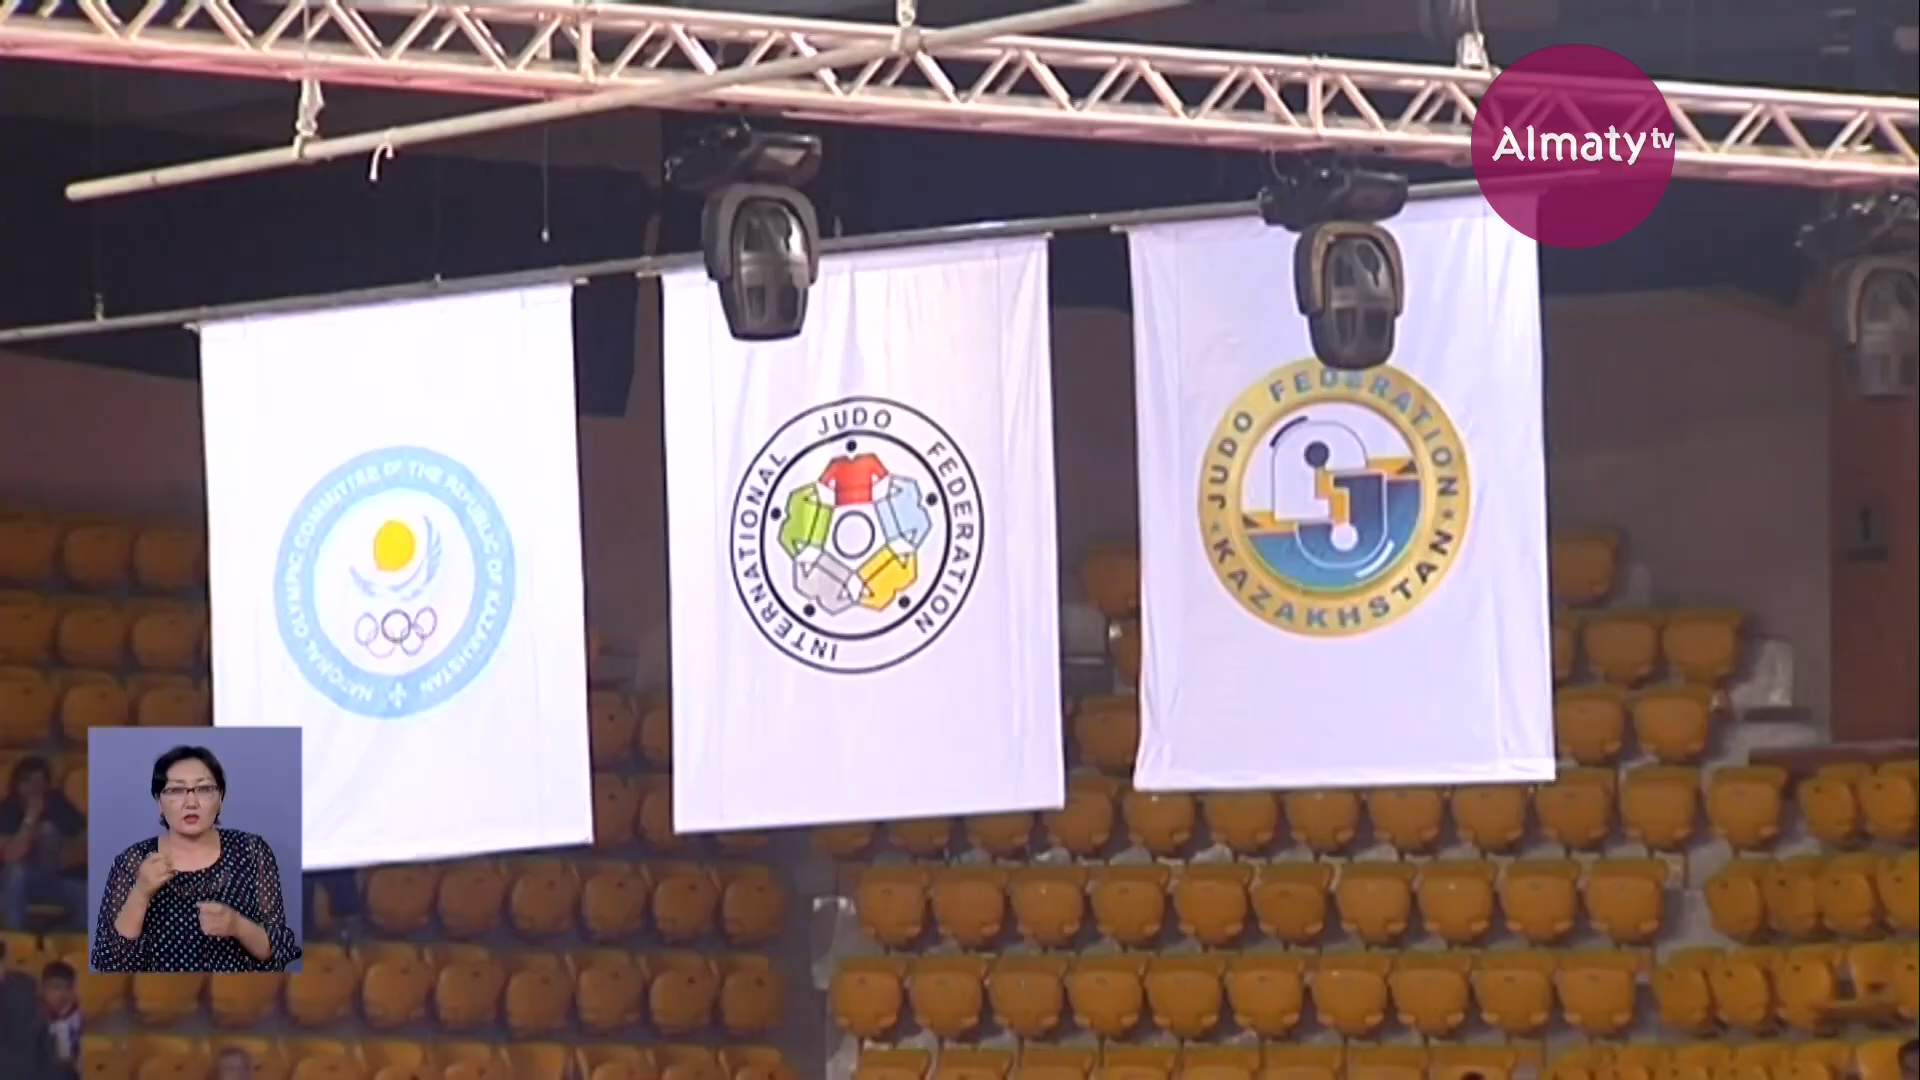 Almaty tv
NATIONAL OLYMPIC COMMITTEE OF THE REPUBLIC OF KAZAKHSTAN
INTERNATIONAL JUDO FEDERATION
JUDO FEDERATION
KAZAKHSTAN